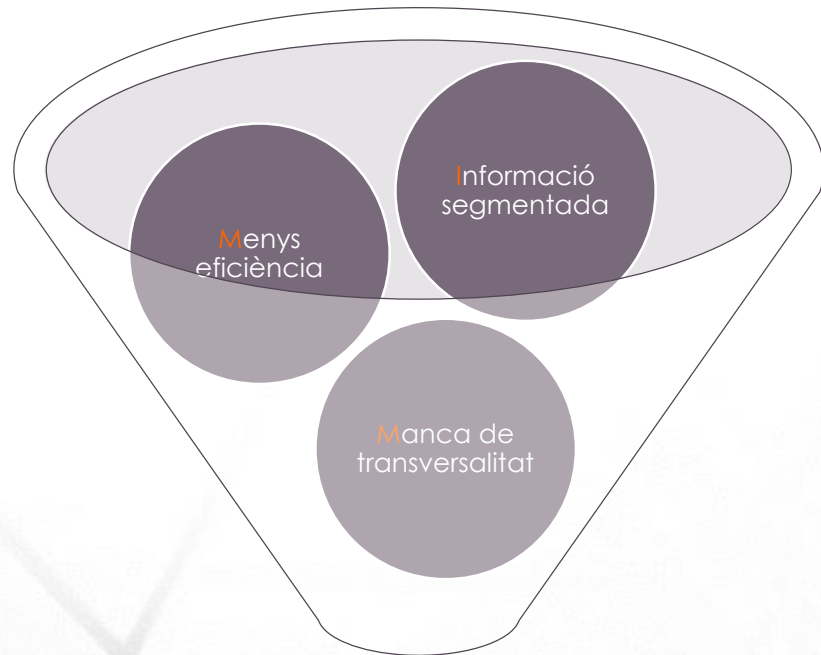 Informació
segmentada
Menys
eficiència
Manca de
transversalitat